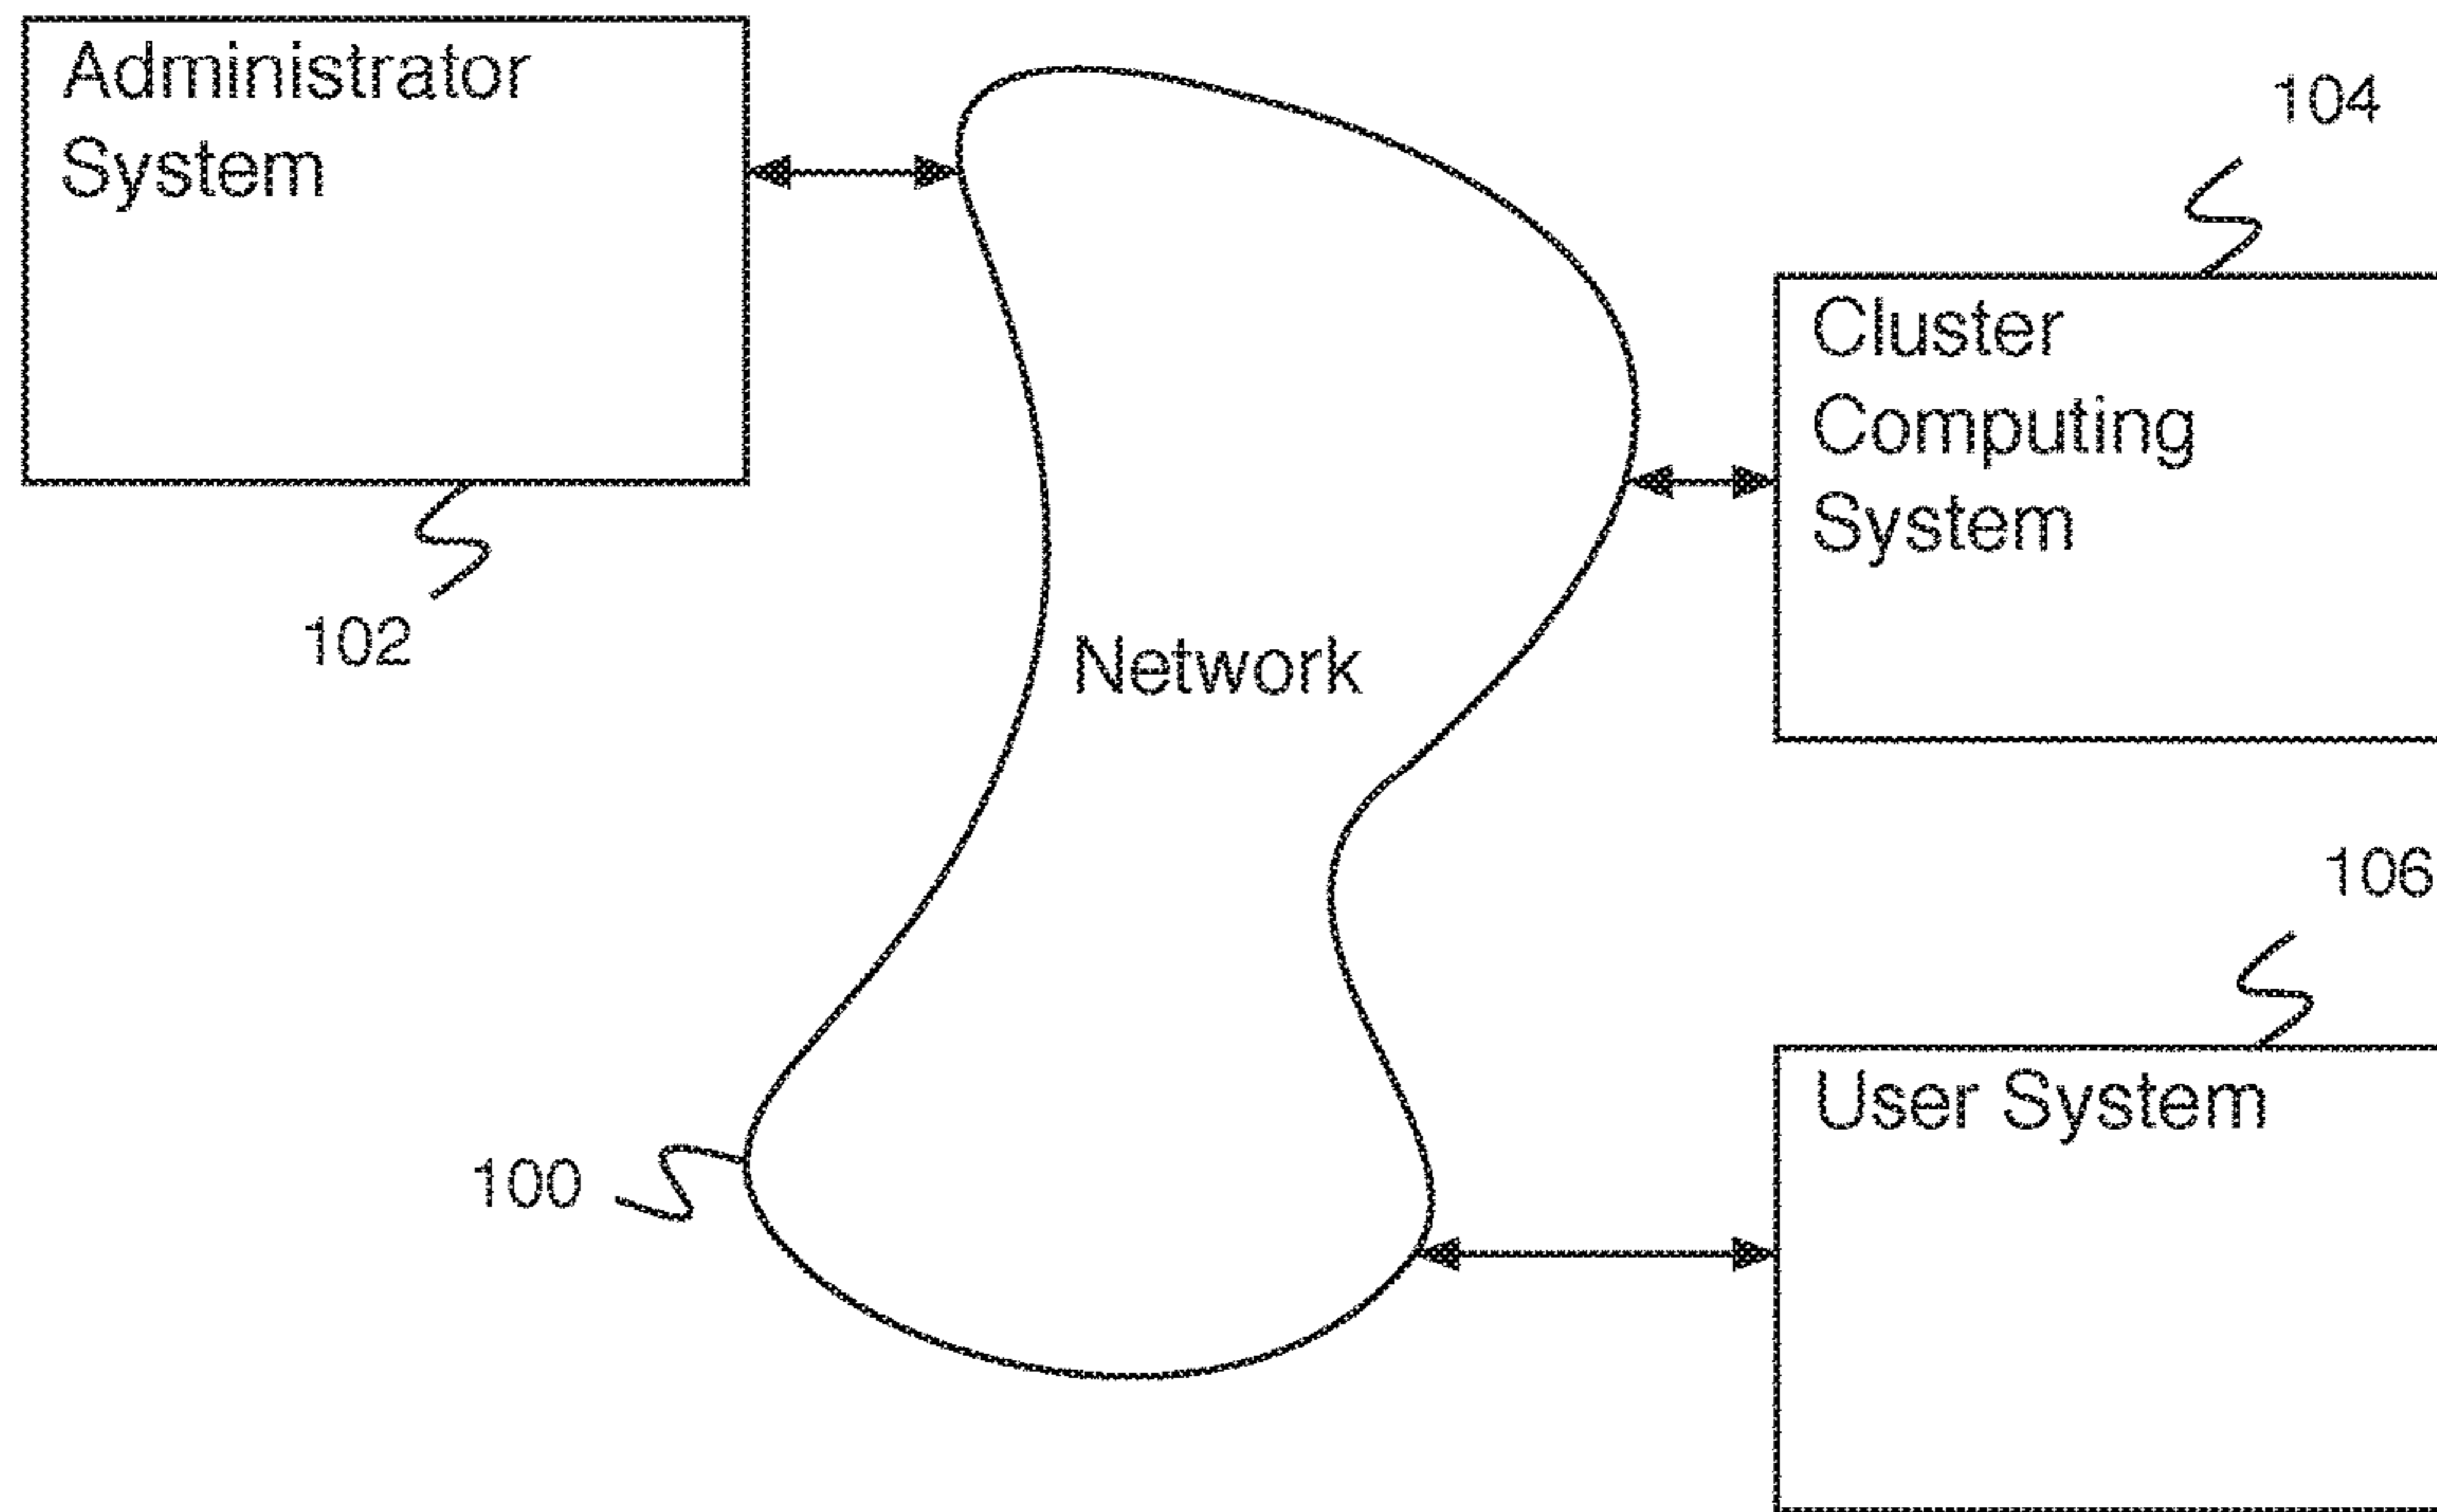 Administrator
System
102
104
Cluster
Computing
System
Network
106
User System
100